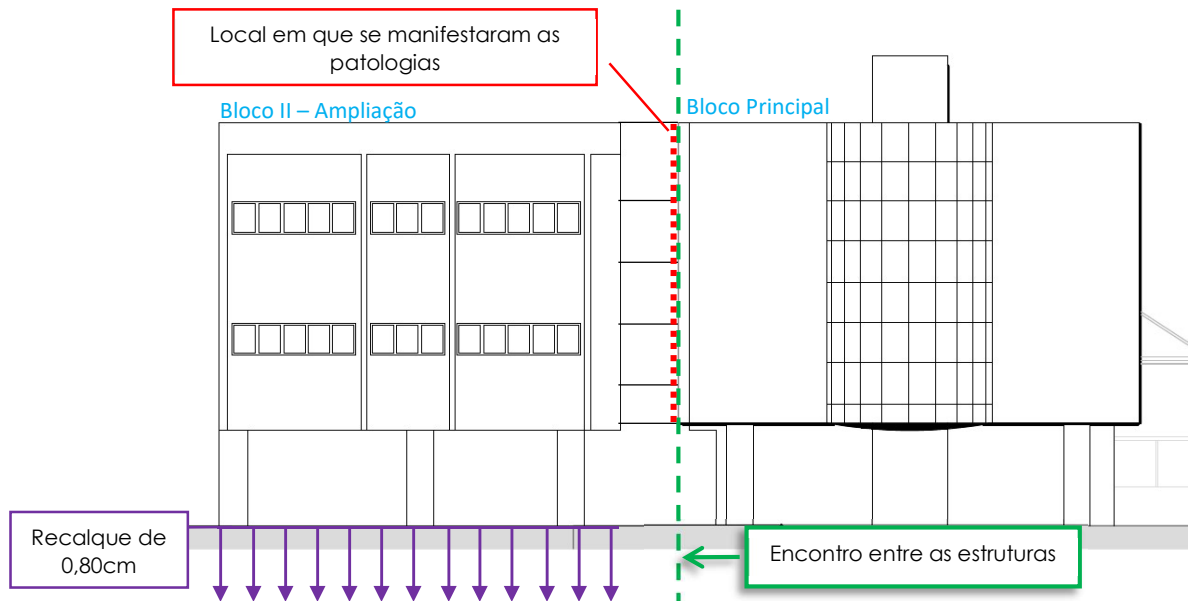 Local em que se manifestaram as
patologias
Bloco II – Ampliação
Bloco Principal
Recalque de
0,80cm
Encontro entre as estruturas